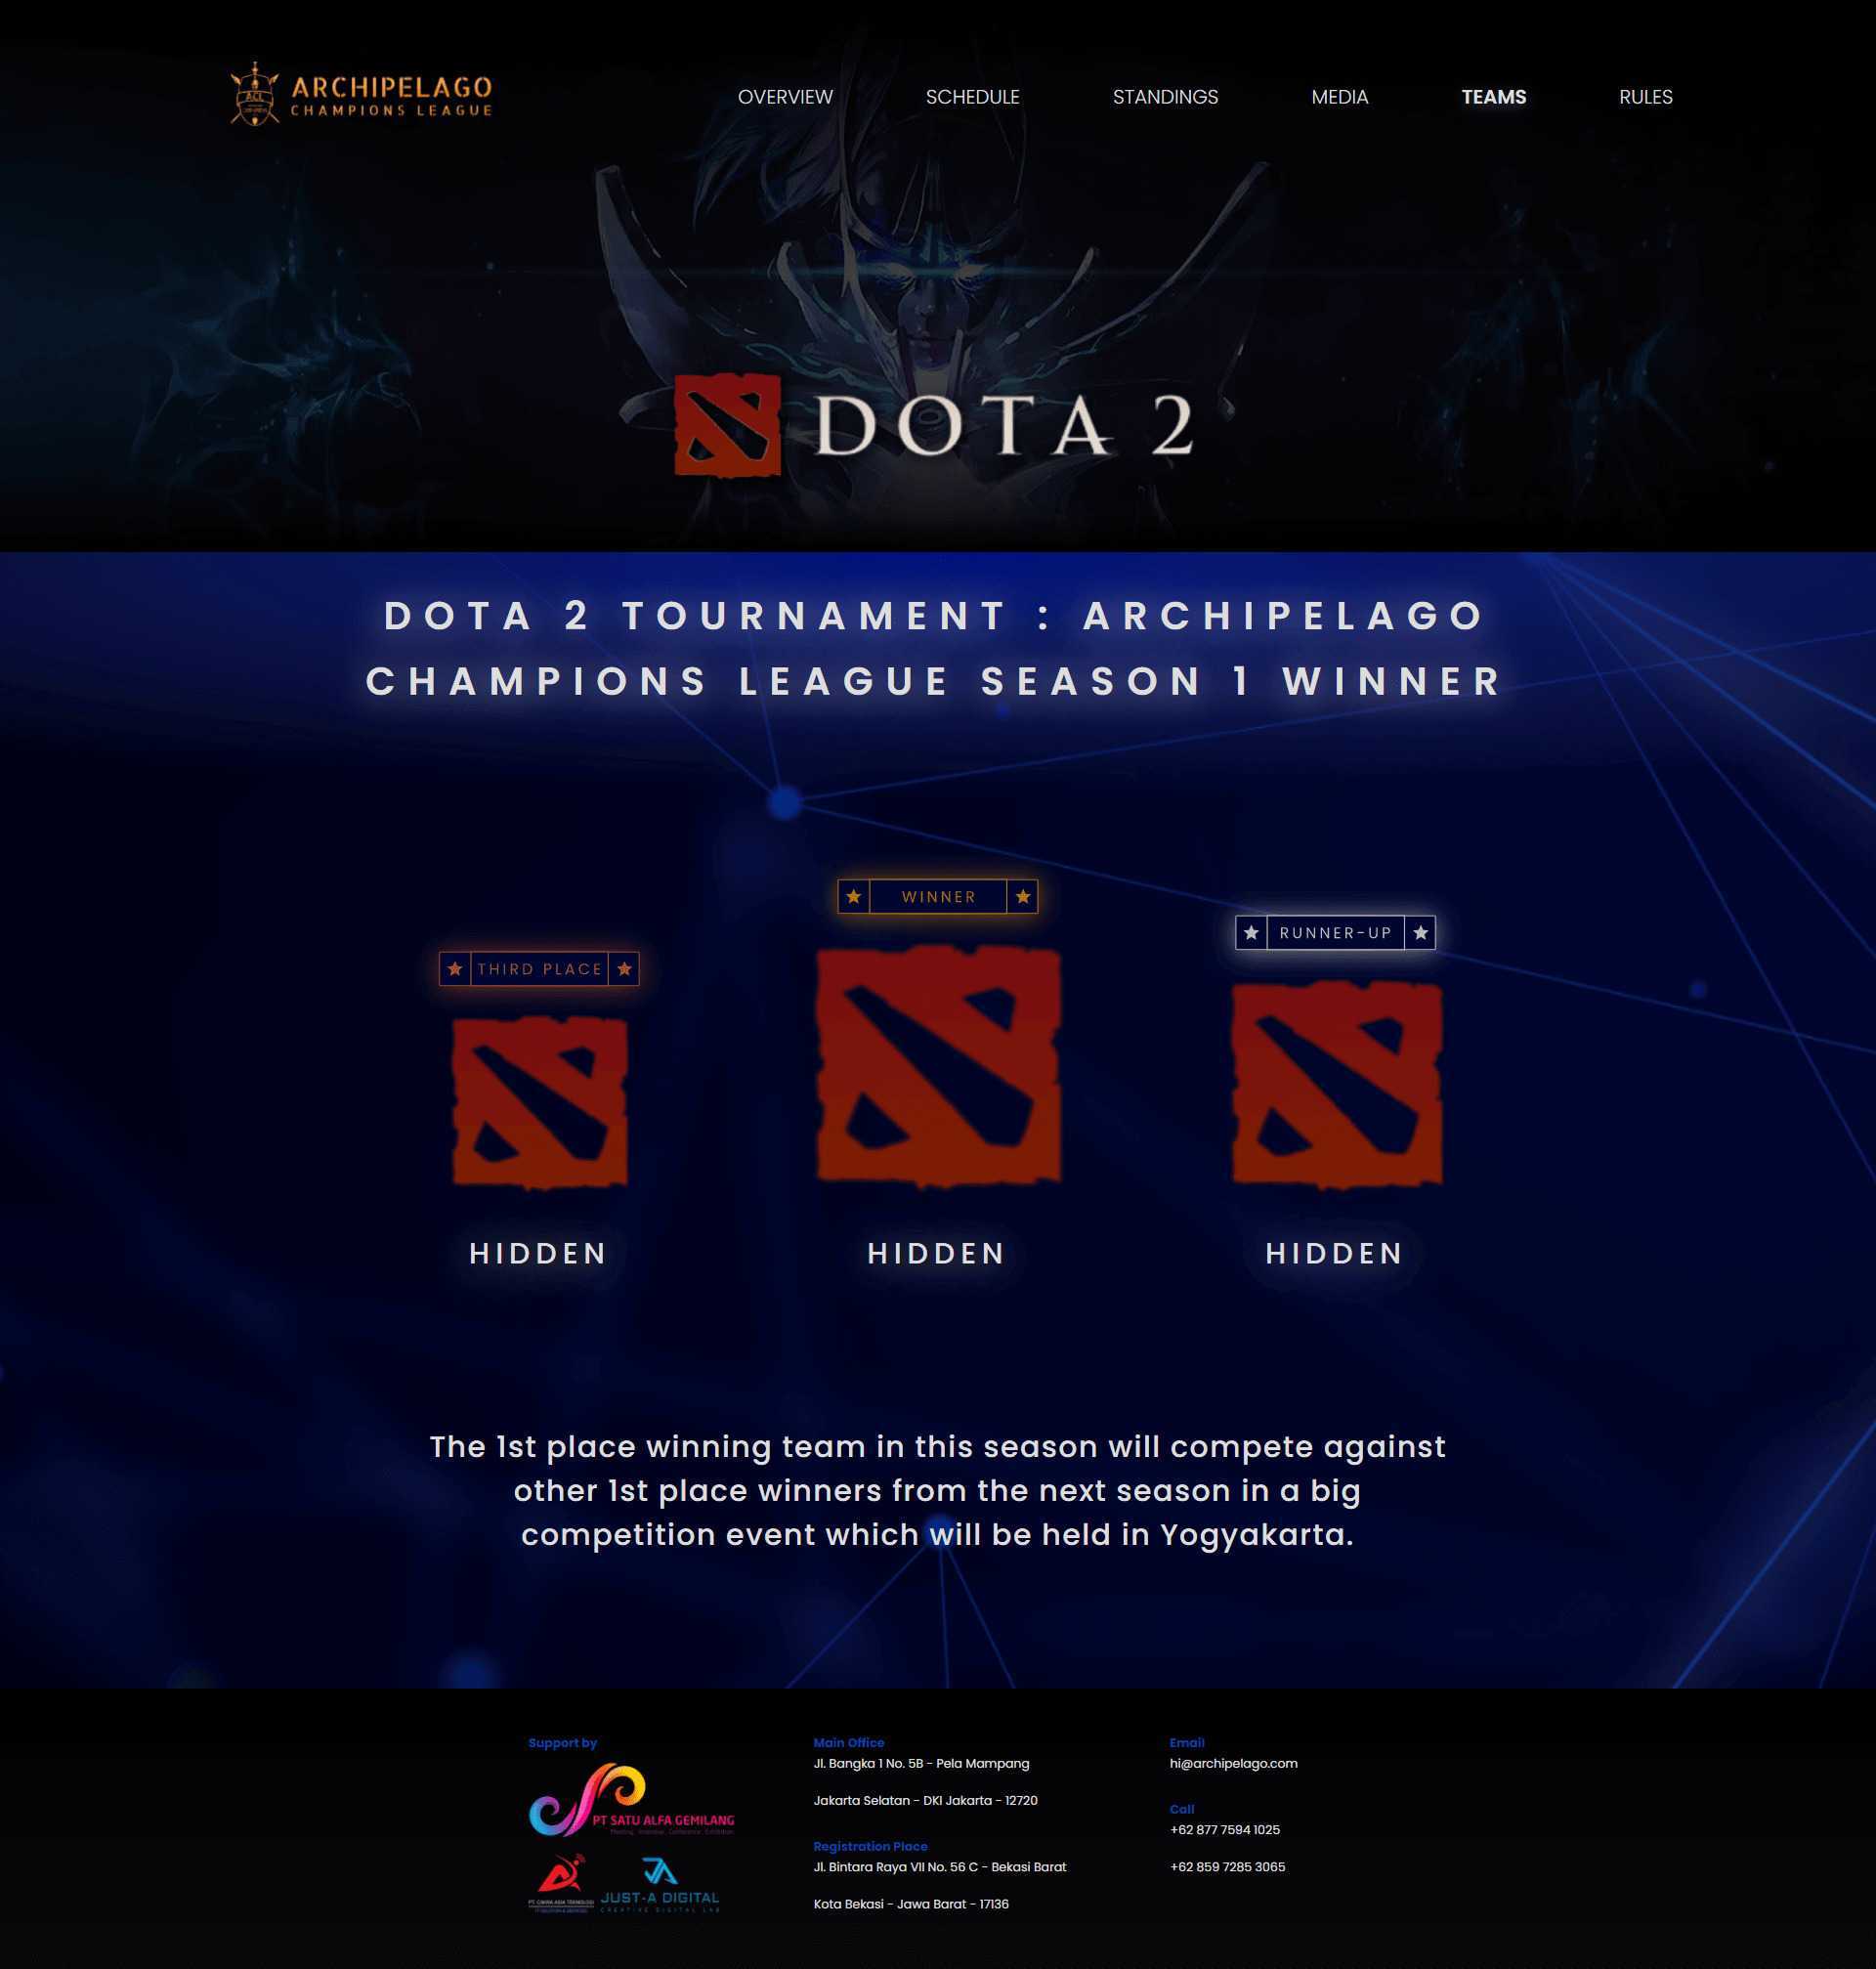 ACL
ARCHIPELAGO
CHAMPIONS LEAGUE
OVERVIEW
SCHEDULE
STANDINGS
MEDIA
TEAMS
RULES
DOTA 2
DOTA 2 TOURNAMENT : ARCHIPELAGO
CHAMPIONS LEAGUE SEASON 1 WINNER
THIRD PLACE
WINNER
RUNNER-UP
HIDDEN
HIDDEN
HIDDEN
The 1st place winning team in this season will compete against
other 1st place winners from the next season in a big
competition event which will be held in Yogyakarta.
Support by
PT SATU ALFA GEMILANG
JUST-A DIGITAL
CREATIVE DIGITAL LAB
Main Office
Jl. Bangka 1 No. 5B - Pela Mampang
Jakarta Selatan - DKI Jakarta - 12720
Registration Place
Jl. Bintara Raya VII No. 56 C - Bekasi Barat
Kota Bekasi - Jawa Barat - 17136
Email
hi@archipelago.com
Call
+62 877 7594 1025
+62 859 7285 3065